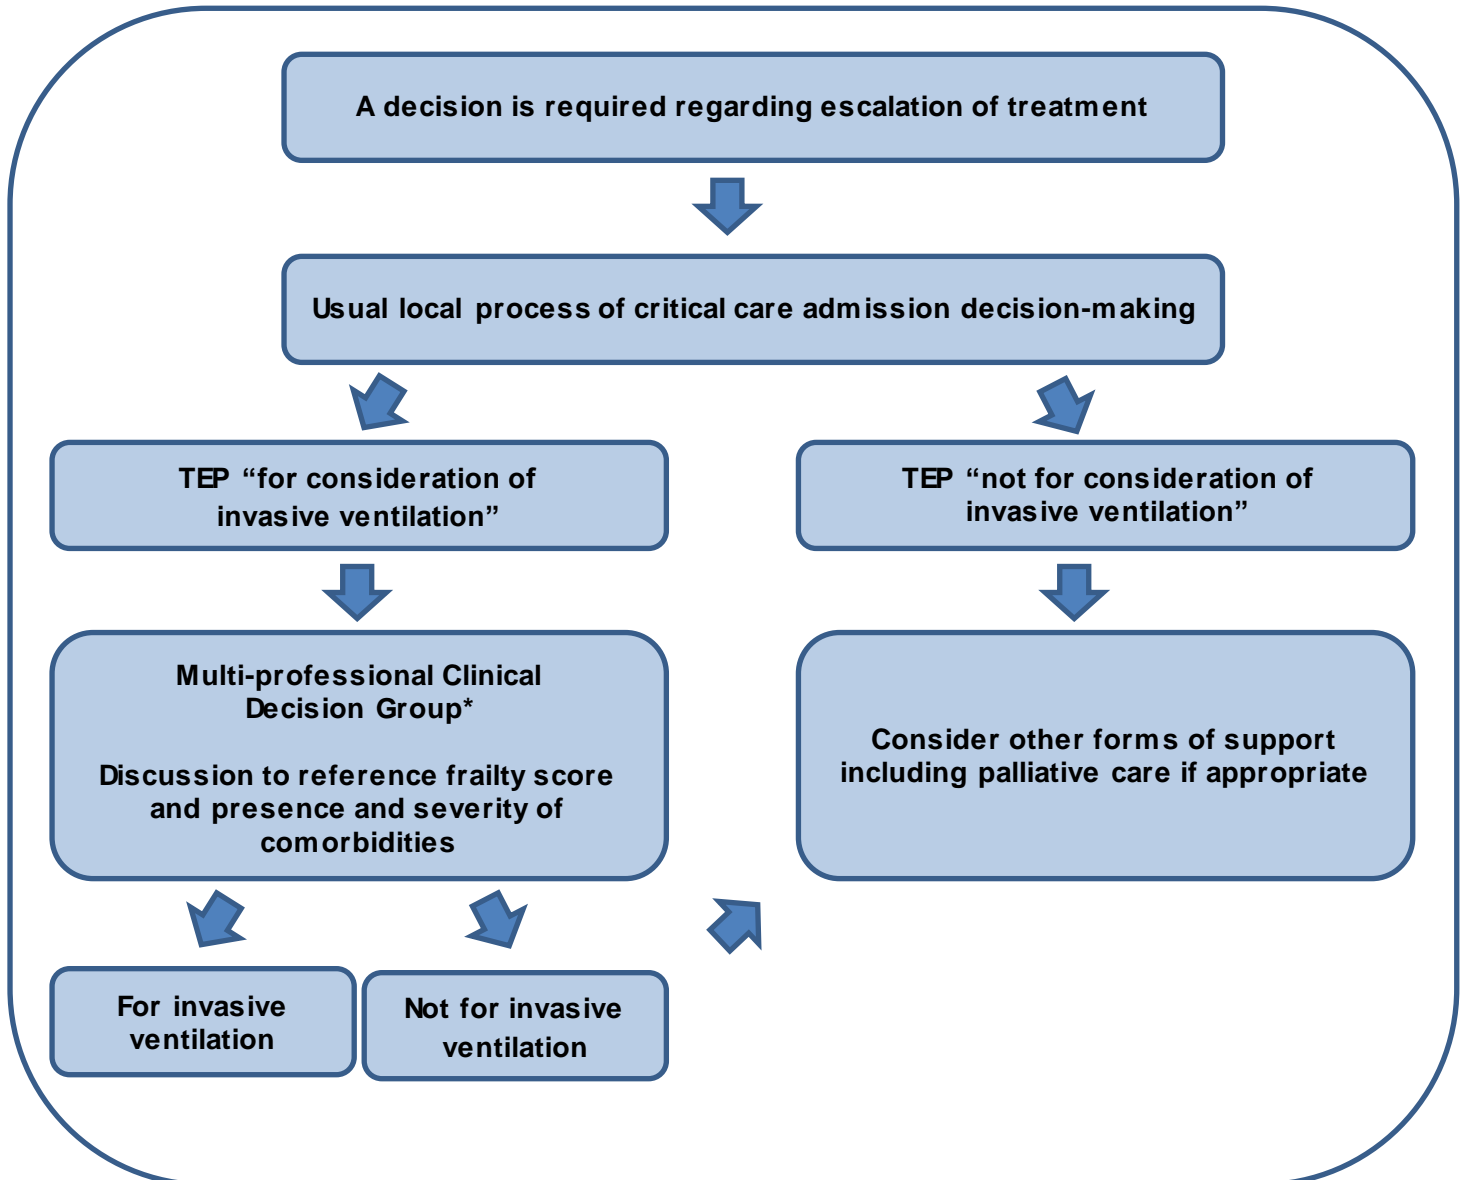 A decision is required regarding escalation of treatment
Usual local process of critical care admission decision-making
TEP “for consideration of
invasive ventilation”
TEP “not for consideration of
invasive ventilation”
Multi-professional Clinical
Decision Group*
Discussion to reference frailty score
and presence and severity of
comorbidities
Consider other forms of support
including palliative care if appropriate
For invasive
ventilation
Not for invasive
ventilation